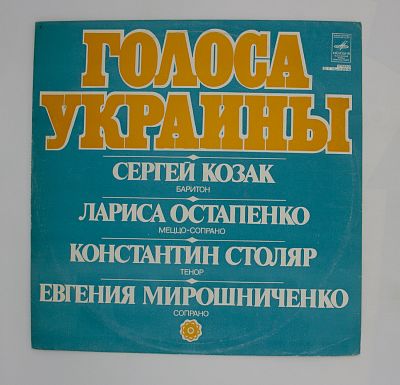 ГОЛОСА
УКРАИНЫ
СЕРГЕЙ КОЗАК
БАРИТОН
ЛАРИСА ОСТАПЕНКО
МЕЦЦО-СОПРАНО
КОНСТАНТИН СТОЛЯР
ТЕНОР
ЕВГЕНИЯ МИРОШНИЧЕНКО
СОПРАНО